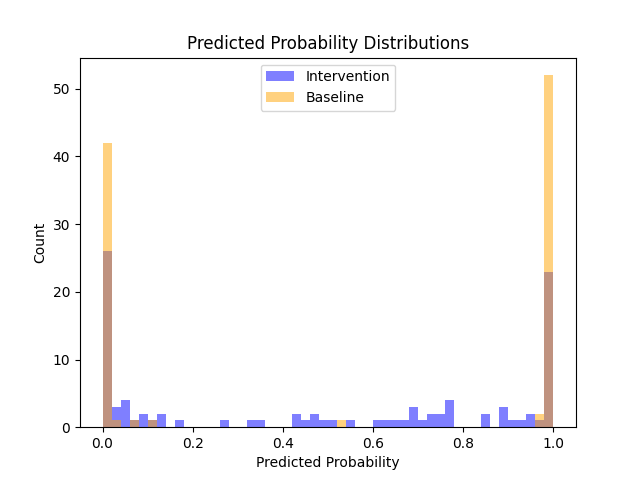 Predicted Probability Distributions
Intervention
Baseline
Count
50
40
30
20
10
0
0.0 0.2 0.4 0.6 0.8 1.0
Predicted Probability